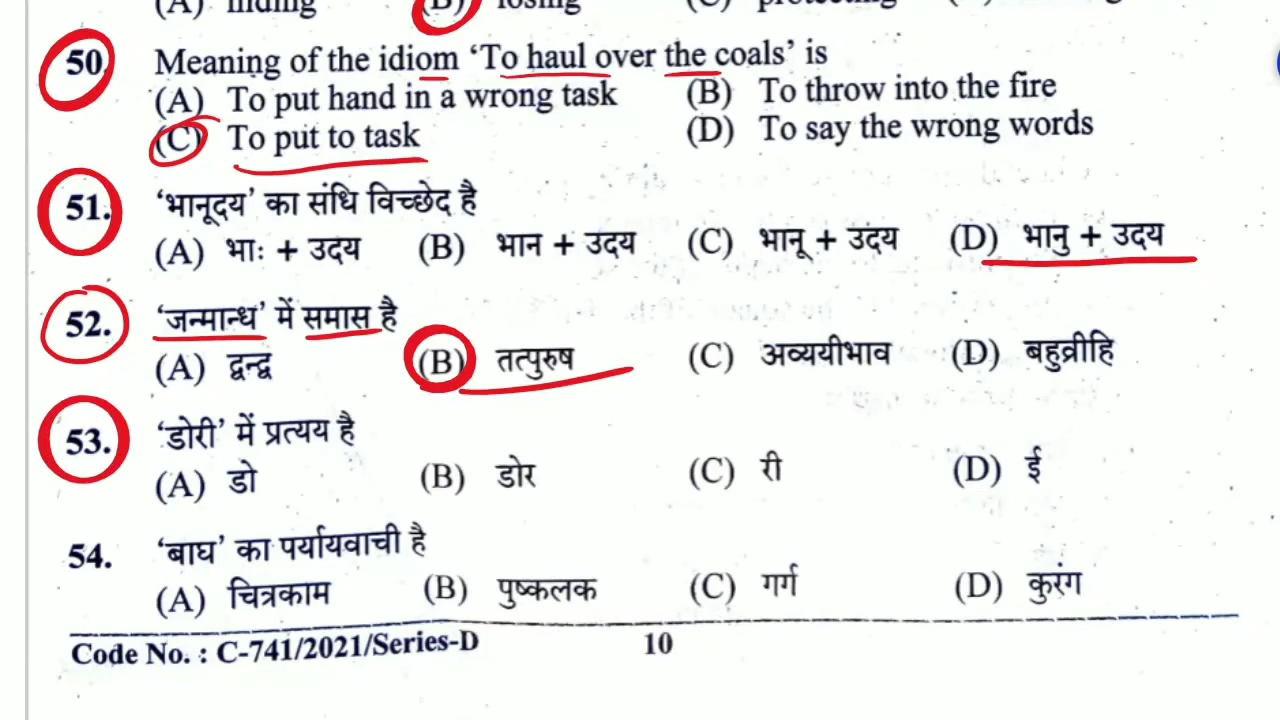 (A) hiding (B) losing (C) protecting
50. Meaning of the idiom ‘To haul over the coals’ is
(A) To put hand in a wrong task (B) To throw into the fire
(C) To put to task (D) To say the wrong words
51. ‘भानूदय’ का संधि विच्छेद है
(A) भाः + उदय (B) भान + उदय (C) भानू + उदय (D) भानु + उदय
52. ‘जन्मान्ध’ में समास है
(A) द्वन्द्व (B) तत्पुरुष (C) अव्ययीभाव (D) बहुव्रीहि
53. ‘डोरी’ में प्रत्यय है
(A) डो (B) डोर (C) री (D) ई
54. ‘बाघ’ का पर्यायवाची है
(A) चित्रकाम (B) पुष्कलक (C) गर्ग (D) कुरंग
Code No. : C-741/2021/Series-D 10